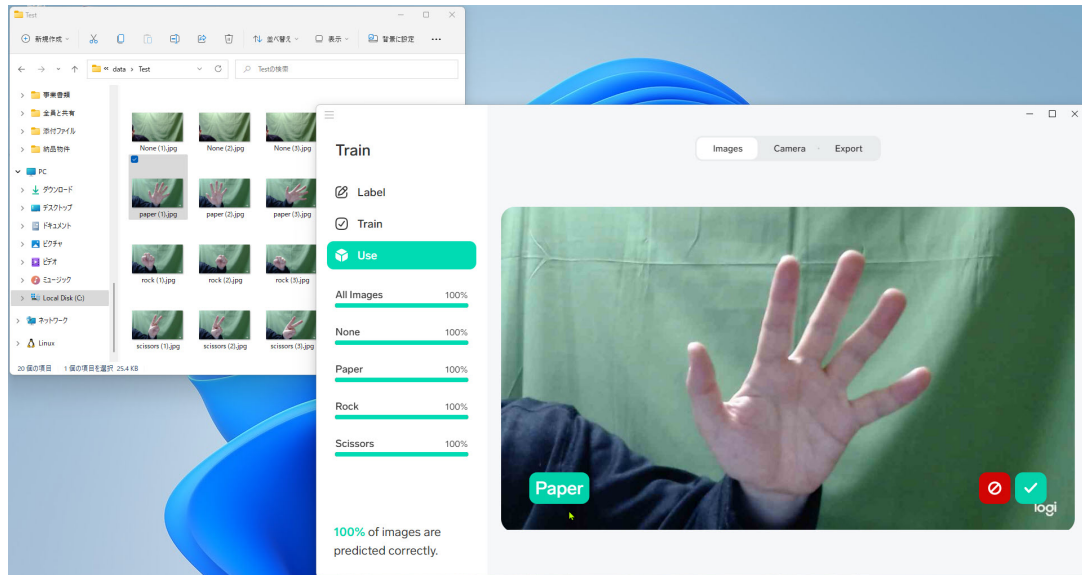 Test
新規作成
並べ替え
表示
背景に設定
« data › Test
Testの検索
事業書類
全員と共有
添付ファイル
納品物件
PC
ダウンロード
デスクトップ
ドキュメント
ピクチャ
ビデオ
ミュージック
Local Disk (C:)
ネットワーク
Linux
None (1).jpg
None (2).jpg
None (3).jpg
paper (1).jpg
paper (2).jpg
paper (3).jpg
rock (1).jpg
rock (2).jpg
rock (3).jpg
scissors (1).jpg
scissors (2).jpg
scissors (3).jpg
20 個の項目 1 個の項目を選択 25.4 KB
Train
Label
Train
Use
All Images 100%
None 100%
Paper 100%
Rock 100%
Scissors 100%
100% of images are
predicted correctly.
Images Camera Export
Paper
logi